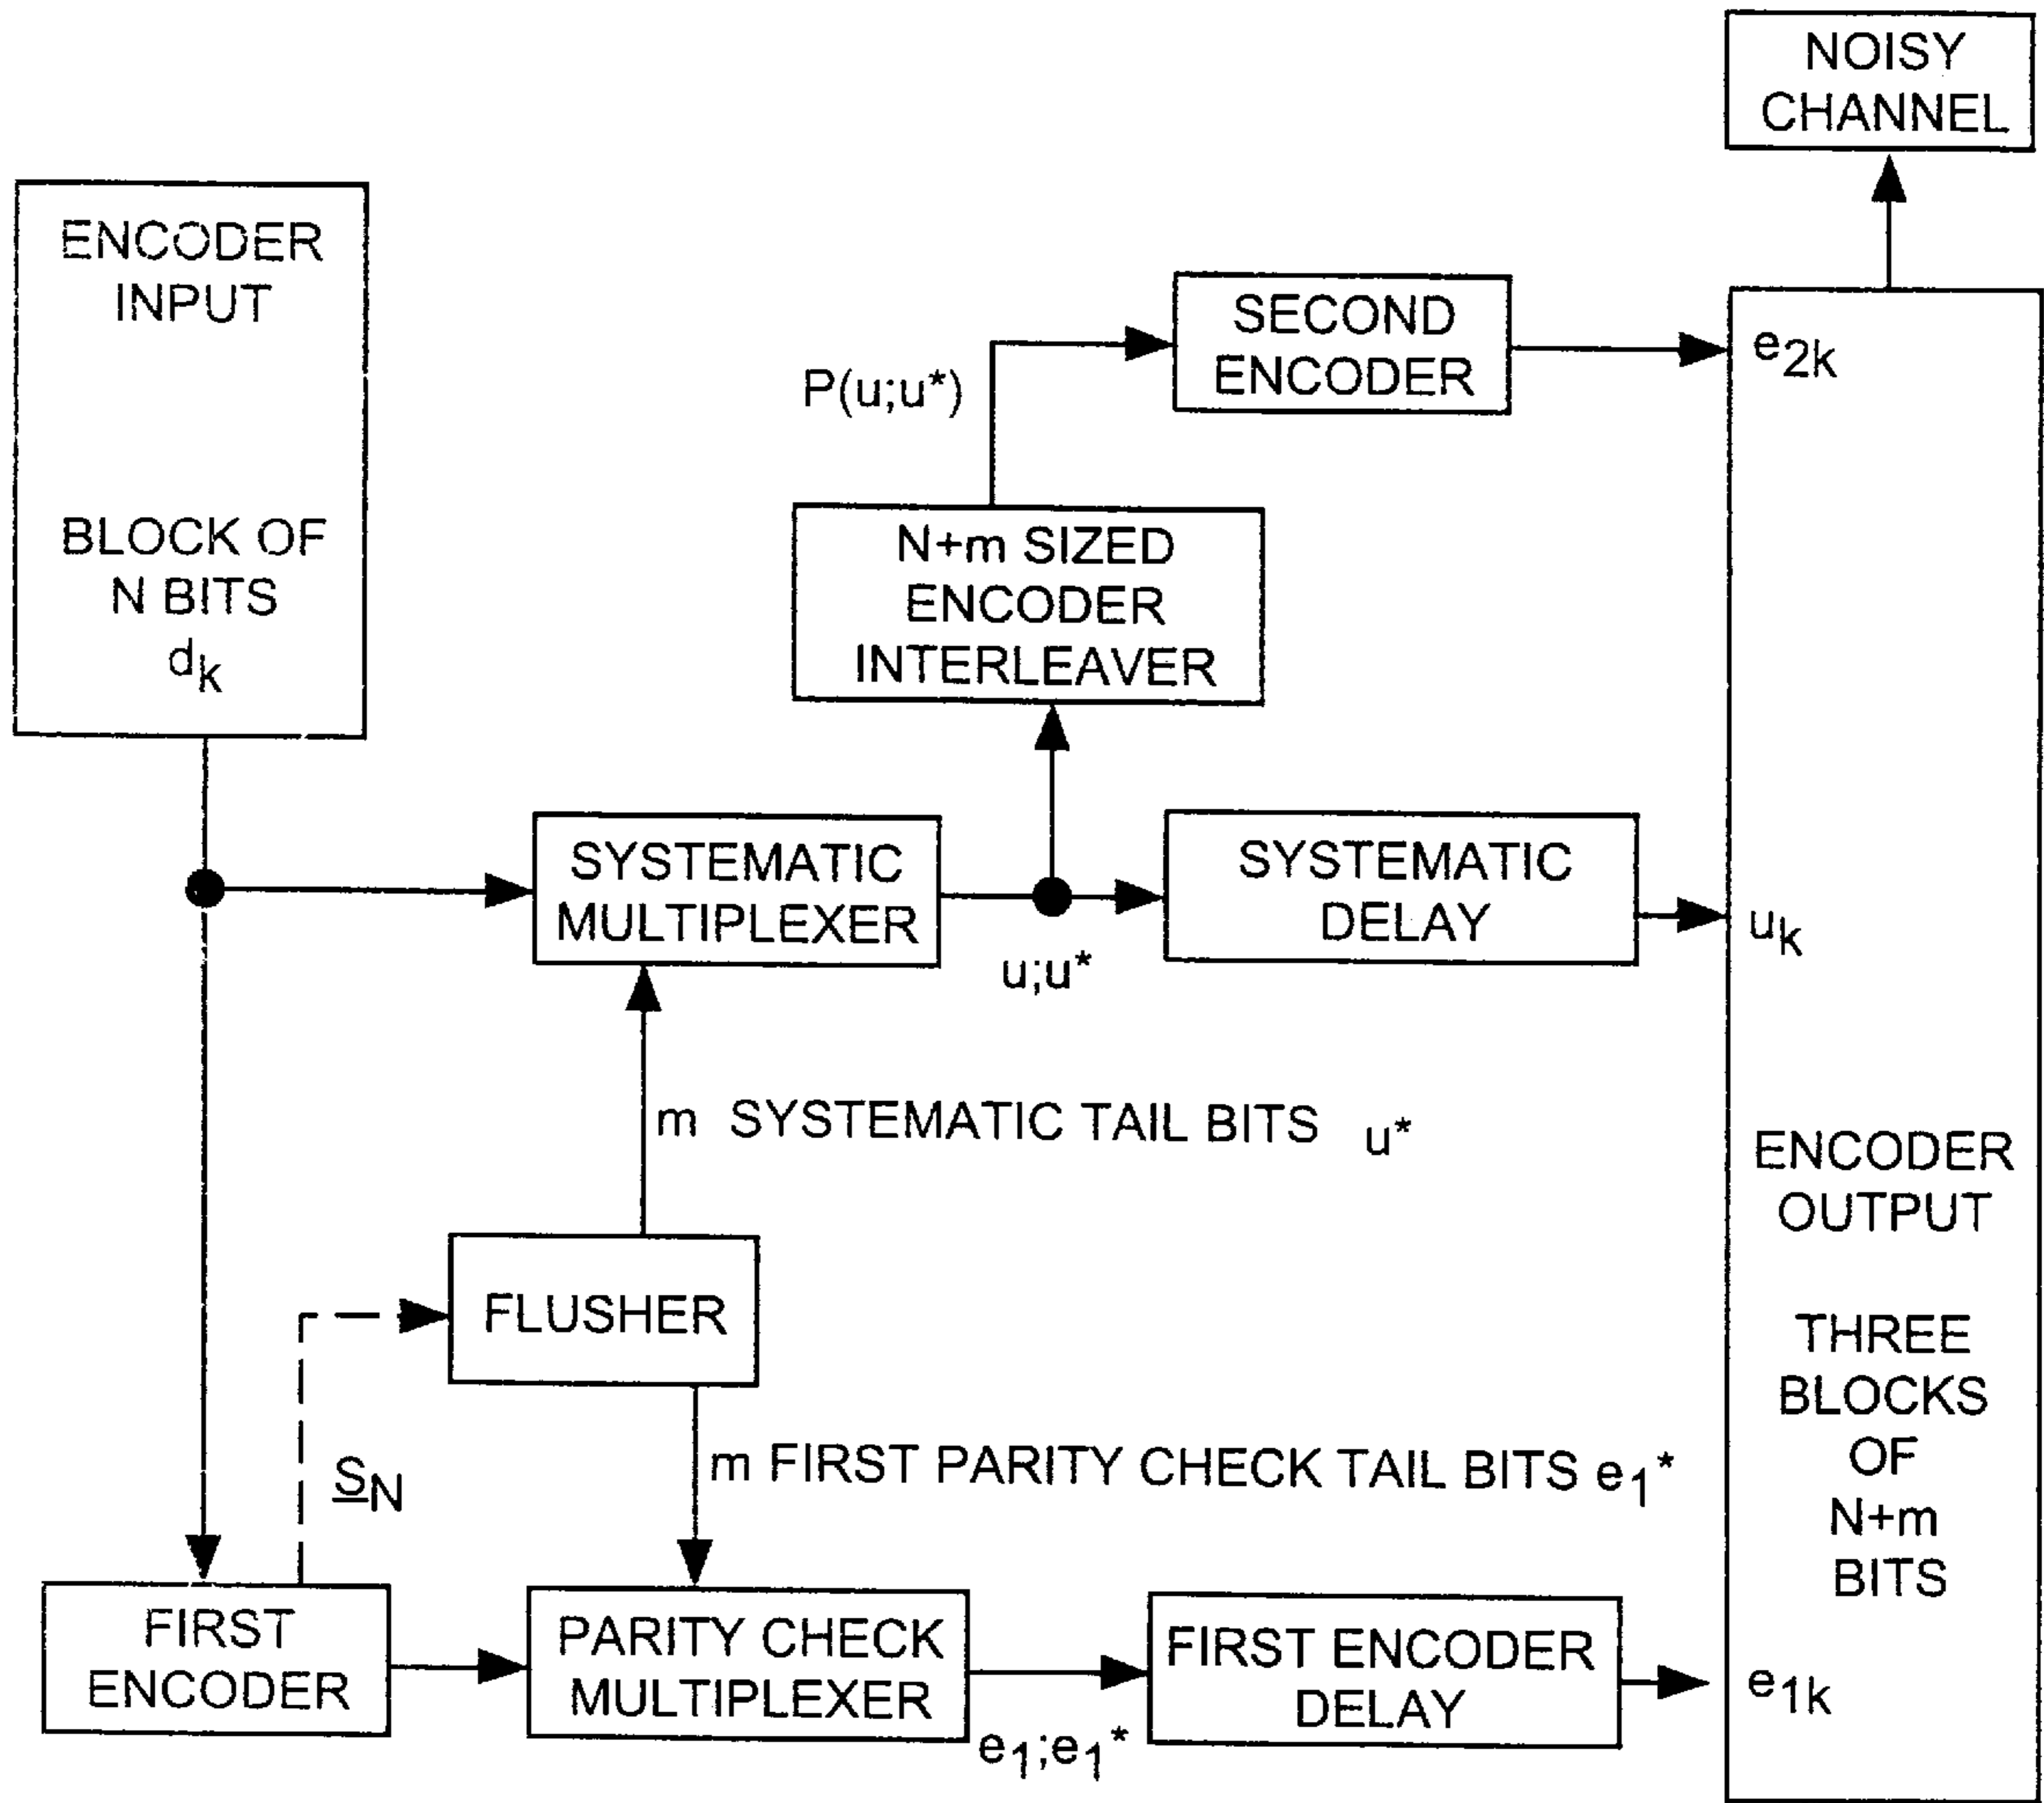 NOISY
CHANNEL
ENCODER
INPUT
BLOCK OF
N BITS
dk
SECOND
ENCODER
e2k
P(u;u*)
N+m SIZED
ENCODER
INTERLEAVER
SYSTEMATIC
MULTIPLEXER
u;u*
SYSTEMATIC
DELAY
uk
m SYSTEMATIC TAIL BITS u*
ENCODER
OUTPUT
THREE
BLOCKS
OF
N+m
BITS
FLUSHER
SN
m FIRST PARITY CHECK TAIL BITS e1*
FIRST
ENCODER
PARITY CHECK
MULTIPLEXER
e1;e1*
FIRST ENCODER
DELAY
e1k